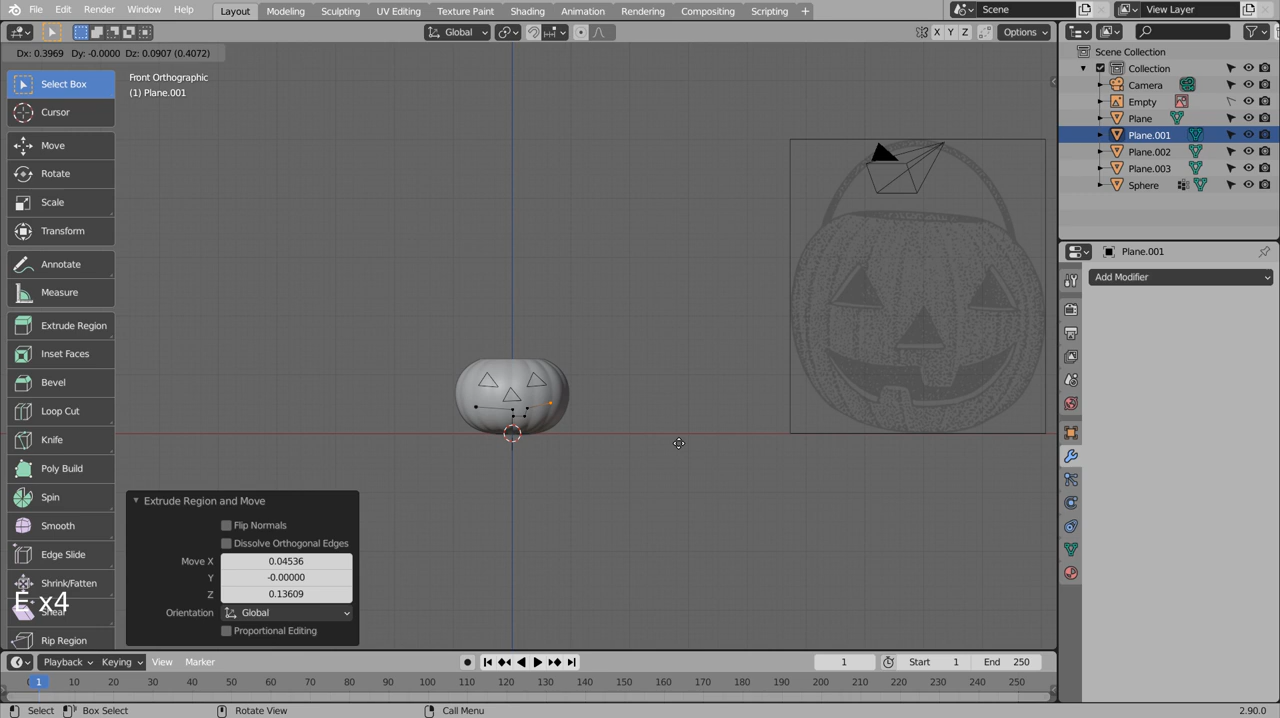 File Edit Render Window Help Layout Modeling Sculpting UV Editing Texture Paint Shading Animation Rendering Compositing Scripting Scene View Layer
Global X Y Z Options
Dx: 0.3969 Dy: -0.0000 Dz: 0.0907 (0.4072)
Front Orthographic
(1) Plane.001
Select Box
Cursor
Move
Rotate
Scale
Transform
Annotate
Measure
Extrude Region
Inset Faces
Bevel
Loop Cut
Knife
Poly Build
Spin
Smooth
Edge Slide
Shrink/Fatten
Shear
Rip Region
E x4
Extrude Region and Move
Flip Normals
Dissolve Orthogonal Edges
Move X 0.04536
Y -0.00000
Z 0.13609
Orientation Global
Proportional Editing
Scene Collection
Collection
Camera
Empty
Plane
Plane.001
Plane.002
Plane.003
Sphere
Plane.001
Add Modifier
Playback Keying View Marker 1 Start 1 End 250
0 1 10 20 30 40 50 60 70 80 90 100 110 120 130 140 150 160 170 180 190 200 210 220 230 240 250
Select Box Select Rotate View Call Menu 2.90.0